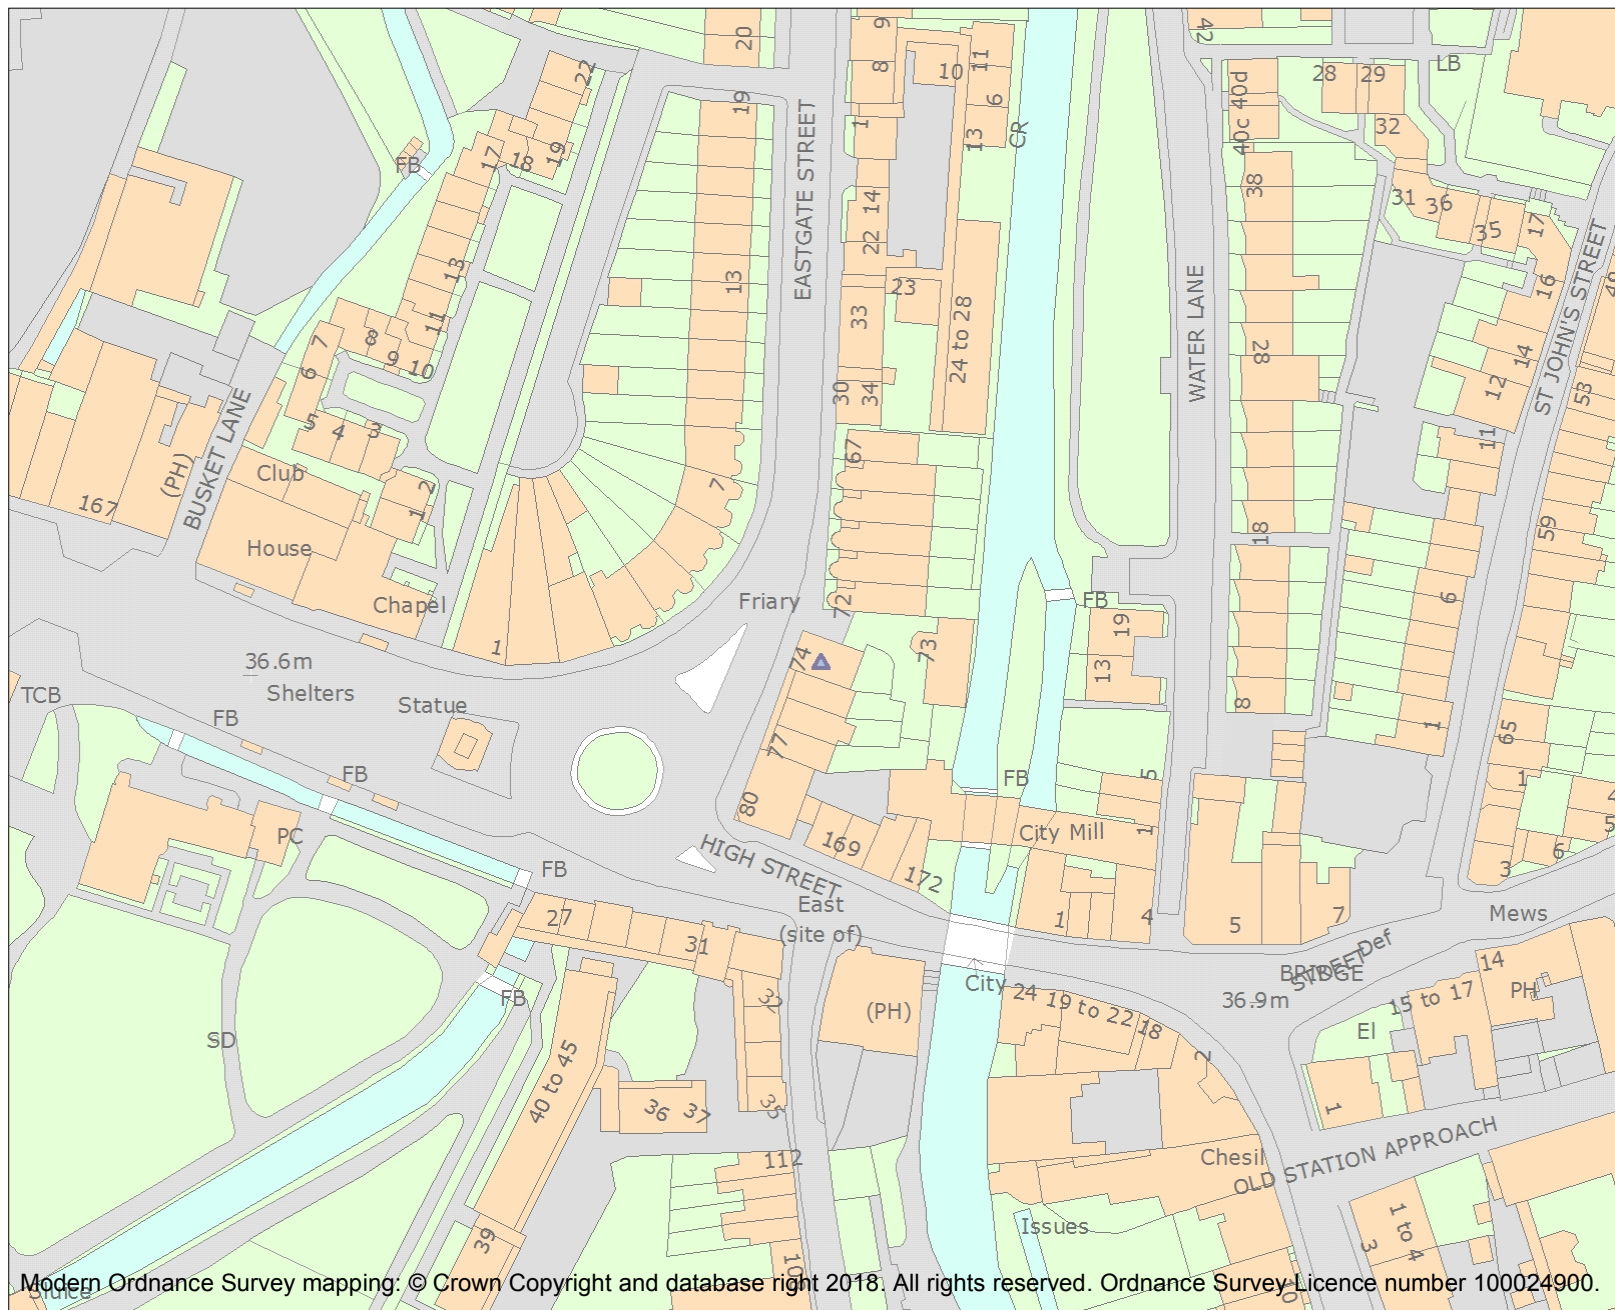 20
9
42
22
8
10
11
LB
28
29
40c 40d
6
19
EASTGATE STREET
1
13
CR
32
FB
17
18
19
38
31
36
35
17
14
22
13
13
23
33
24 to 28
WATER LANE
16
ST JOHN'S STREET
11
8
7
9
10
6
28
14
12
53
30
34
5
4
3
BUSKET LANE
(PH)
Club
67
11
167
2
1
7
House
18
59
Chapel
Friary
72
FB
19
6
1
36.6m
Shelters
74
73
13
TCB
Statue
8
1
FB
77
65
FB
FB
5
1
80
4
PC
City Mill
1
5
169
6
HIGH STREET
FB
172
3
27
East
(site of)
1
4
5
7
Mews
31
Def
BRIDGE
STREET
14
City
24
19 to 22
18
36.9m
15 to 17
PH
FB
32
(PH)
El
SD
2
40 to 45
36
37
35
1
OLD STATION APPROACH
112
Chesil
39
Issues
1 to 4
3
10
Sluice
Modern Ordnance Survey mapping: © Crown Copyright and database right 2018. All rights reserved. Ordnance Survey Licence number 100024900.